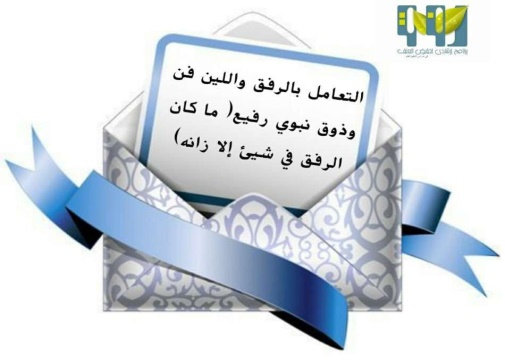 التعامل بالرفق واللين فن
وذوق نبوي رفيع( ما كان
الرفق في شيئ إلا زانه)